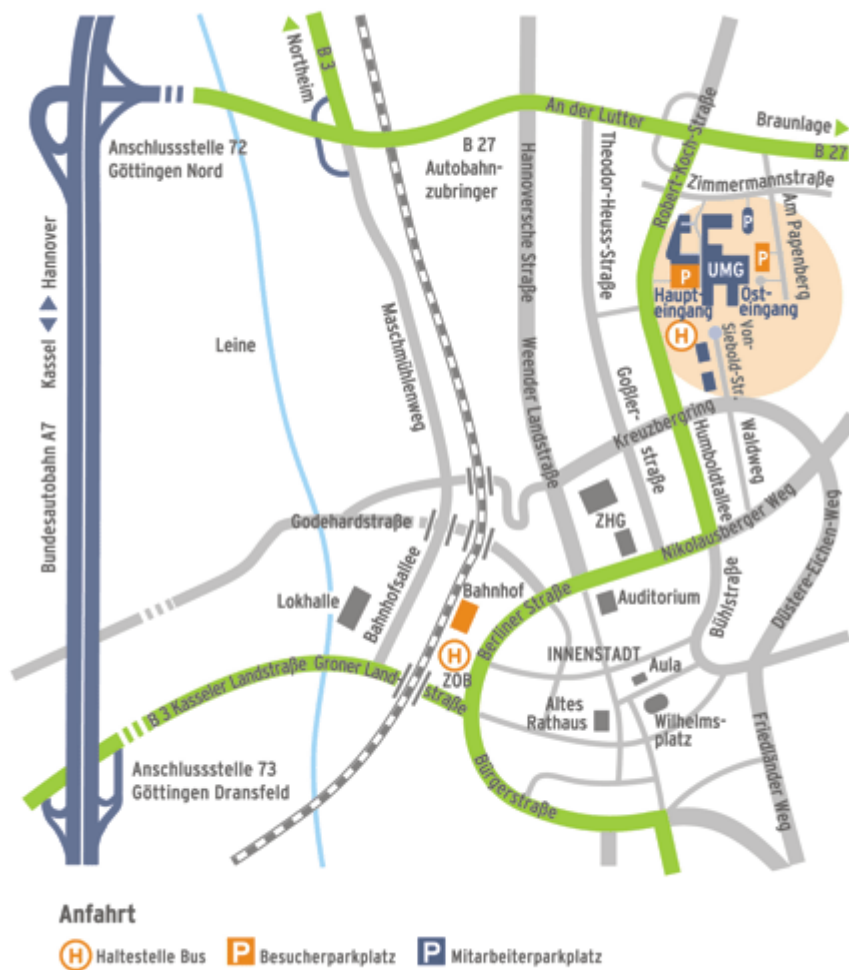 Northeim
B 3
An der Lutter
Braunlage
B 27
Anschlussstelle 72
Göttingen Nord
B 27
Autobahn-
zubringer
Hannoversche Straße
Theodor-Heuss-Straße
Robert-Koch-Straße
Zimmermannstraße
Am Papenberg
P
P
P
UMG
Haupt-
eingang
Ost-
eingang
H
Von-
Siebold-Str.
Kassel
Hannover
Leine
Maschmühlenweg
Weender Landstraße
Goßler-
straße
Kreuzbergring
Humboldtallee
Waldweg
Bundesautobahn A7
Godehardstraße
ZHG
Nikolausberger Weg
Düstere-Eichen-Weg
Lokhalle
Bahnhofsallee
Bahnhof
H
ZOB
Berliner Straße
Auditorium
Bühlstraße
INNENSTADT
Aula
B 3 Kasseler Landstraße
Groner Land-
straße
Altes
Rathaus
Wilhelms-
platz
Anschlussstelle 73
Göttingen Dransfeld
Bürgerstraße
Friedländer Weg
Anfahrt
H Haltestelle Bus
P Besucherparkplatz
P Mitarbeiterparkplatz